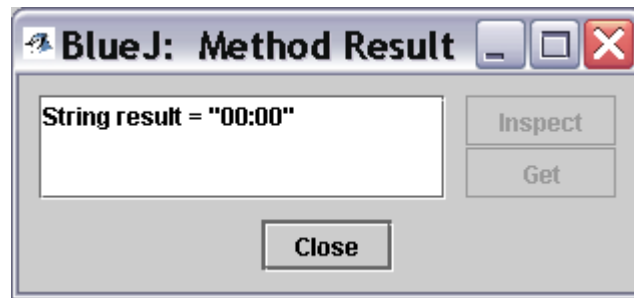 BlueJ: Method Result
String result = "00:00"
Inspect
Get
Close